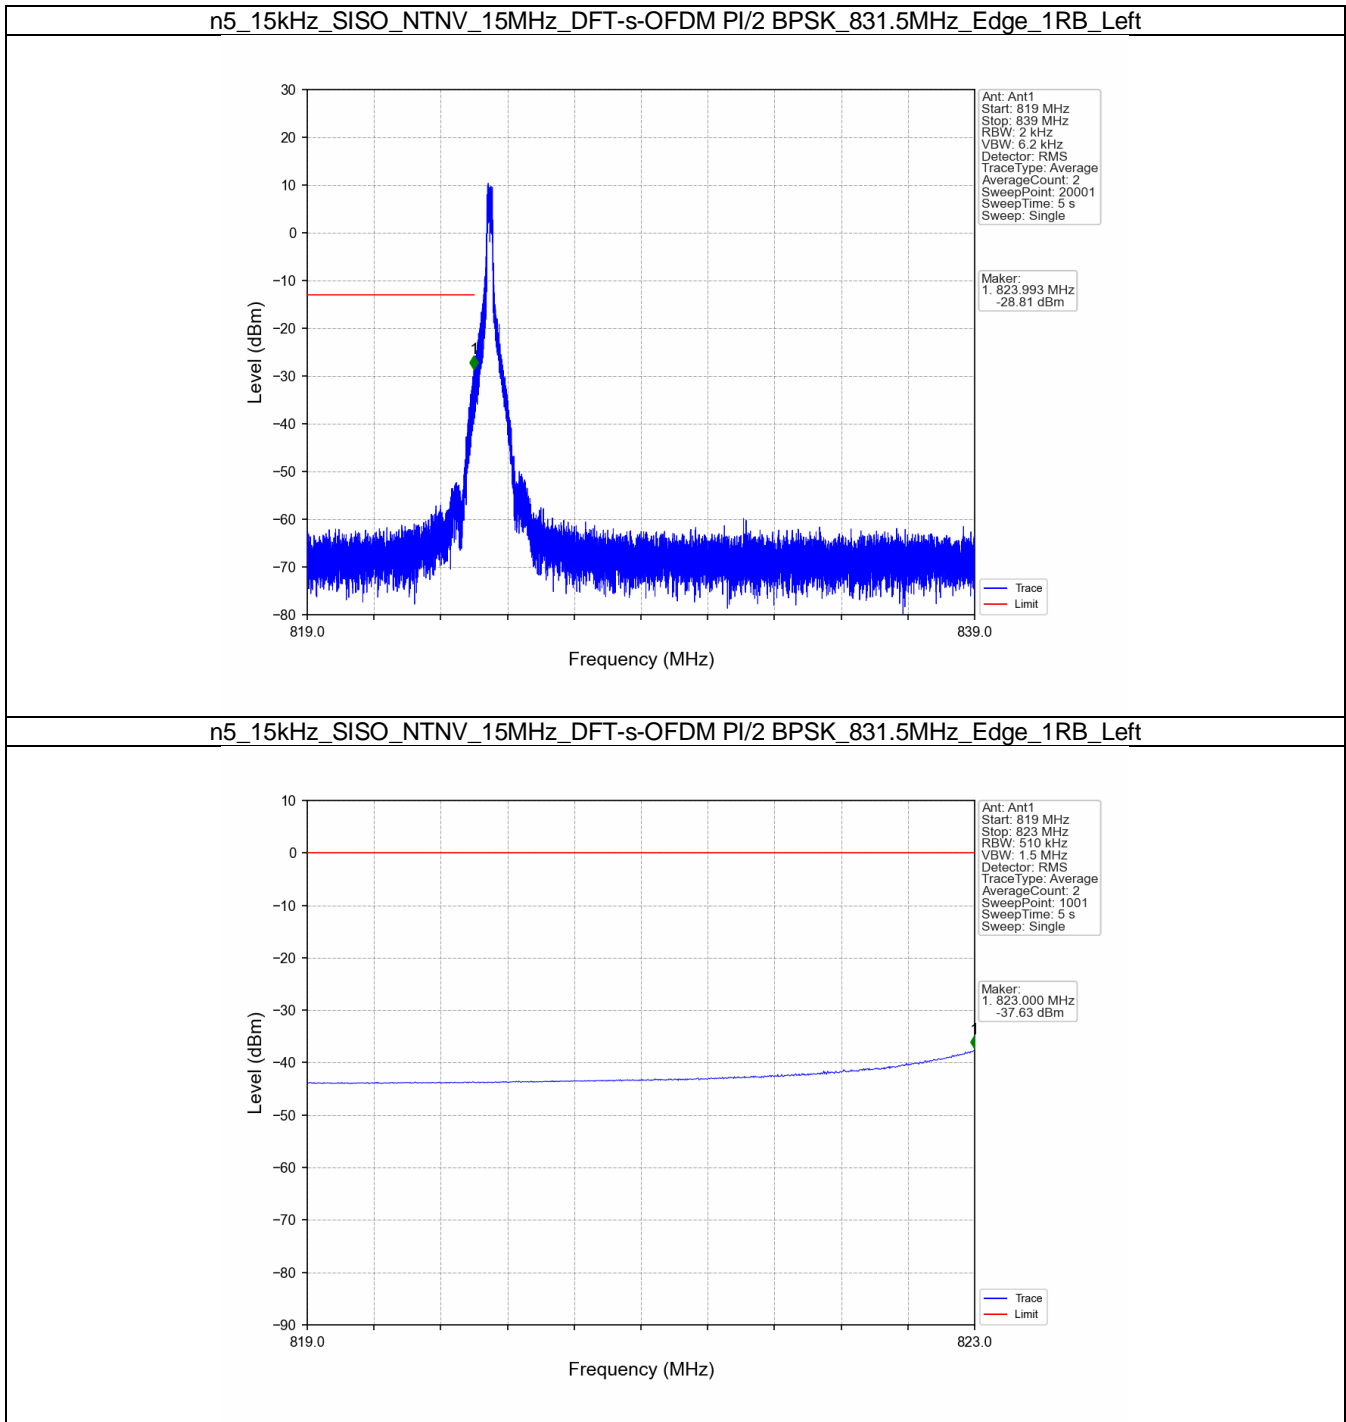 n5_15kHz_SISO_NTNV_15MHz_DFT-s-OFDM PI/2 BPSK_831.5MHz_Edge_1RB_Left
30
20
10
0
−10
−20
−30
−40
−50
−60
−70
−80
Level (dBm)
1
819.0
839.0
Frequency (MHz)
Ant: Ant1
Start: 819 MHz
Stop: 839 MHz
RBW: 2 kHz
VBW: 6.2 kHz
Detector: RMS
TraceType: Average
AverageCount: 2
SweepPoint: 20001
SweepTime: 5 s
Sweep: Single
Maker:
1. 823.993 MHz
-28.81 dBm
Trace
Limit
n5_15kHz_SISO_NTNV_15MHz_DFT-s-OFDM PI/2 BPSK_831.5MHz_Edge_1RB_Left
10
0
−10
−20
−30
−40
−50
−60
−70
−80
−90
Level (dBm)
1
819.0
823.0
Frequency (MHz)
Ant: Ant1
Start: 819 MHz
Stop: 823 MHz
RBW: 510 kHz
VBW: 1.5 MHz
Detector: RMS
TraceType: Average
AverageCount: 2
SweepPoint: 1001
SweepTime: 5 s
Sweep: Single
Maker:
1. 823.000 MHz
-37.63 dBm
Trace
Limit